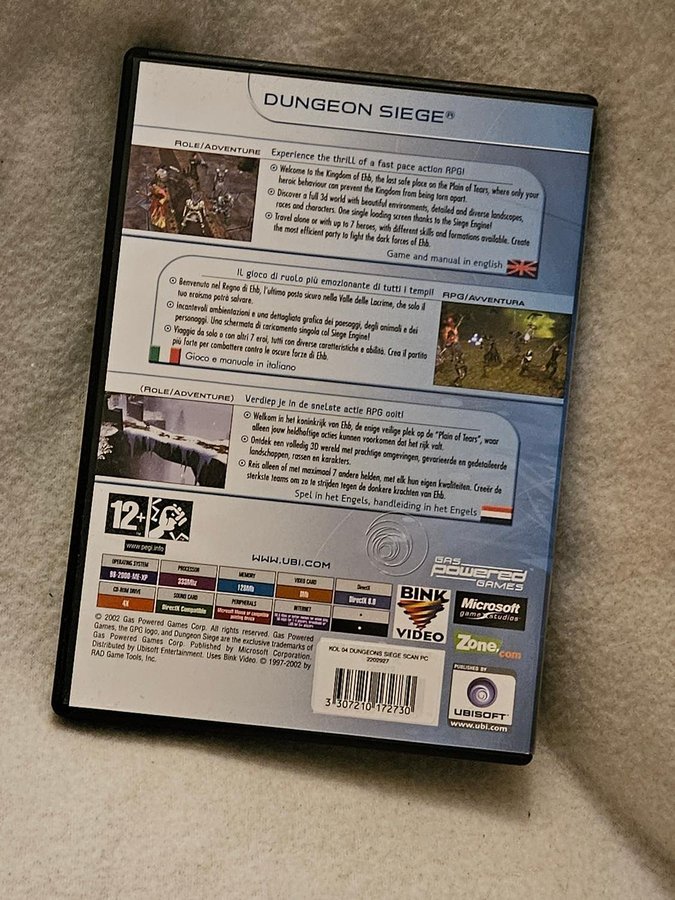 DUNGEON SIEGE®
ROLE/ADVENTURE
Experience the thrill of a fast pace action RPG!
Welcome to the Kingdom of Ehb, the last safe place on the Plain of Tears, where only your
heroic behaviour can prevent the Kingdom from being torn apart.
Discover a full 3d world with beautiful environments, detailed and diverse landscapes,
races and characters. One single loading screen thanks to the Siege Engine!
Travel alone or with up to 7 heroes, with different skills and formations available. Create
the most efficient party to fight the dark forces of Ehb.
Game and manual in english
Il gioco di ruolo più emozionante di tutti i tempi!
RPG/AVVENTURA
Benvenuto nel Regno di Ehb, l'ultimo posto sicuro nella Valle delle Lacrime, che solo il
tuo eroismo potrà salvare.
Incantevoli ambientazioni e una dettagliata grafica dei paesaggi, degli animali e dei
personaggi. Una schermata di caricamento singola col Siege Engine!
Viaggia da solo o con altri 7 eroi, tutti con diverse caratteristiche e abilità. Crea il partito
più forte per combattere contro le oscure forze di Ehb.
Gioco e manuale in italiano
(ROLE/ADVENTURE)
Verdiep je in de snelste actie RPG ooit!
Welkom in het koninkrijk van Ehb, de enige veilige plek op de "Plain of Tears", waar
alleen jouw heldhaftige acties kunnen voorkomen dat het rijk valt.
Ontdek een volledig 3D wereld met prachtige omgevingen, gevarieerde en gedetailleerde
landschappen, rassen en karakters.
Reis alleen of met maximaal 7 andere helden, met elk hun eigen kwaliteiten. Creeër de
sterkste teams om zo te strijden tegen de donkere krachten van Ehb.
Spel in het Engels, handleiding in het Engels
12+
www.pegi.info
WWW.UBI.COM
GAS
POWERED
GAMES
OPERATING SYSTEM
98-2000-ME-XP
PROCESSOR
333Mhz
MEMORY
128Mb
VIDEO CARD
8Mb
DirectX
DirectX 8.0
CD-ROM DRIVE
4X
SOUND CARD
DirectX Compatible
PERIPHERALS
Microsoft Mouse or compatible
pointing device
INTERNET
BINK
VIDEO
Microsoft
game studios
Zone.com
© 2002 Gas Powered Games Corp. All rights reserved. Gas Powered
Games, the GPG logo, and Dungeon Siege are the exclusive trademarks of
Gas Powered Games Corp. Published by Microsoft Corporation.
Distributed by Ubisoft Entertainment. Uses Bink Video. © 1997-2002 by
RAD Game Tools, Inc.
KOL 04 DUNGEONS SIEGE SCAN PC
2202927
3 307210 172730
PUBLISHED BY
UBISOFT
www.ubi.com